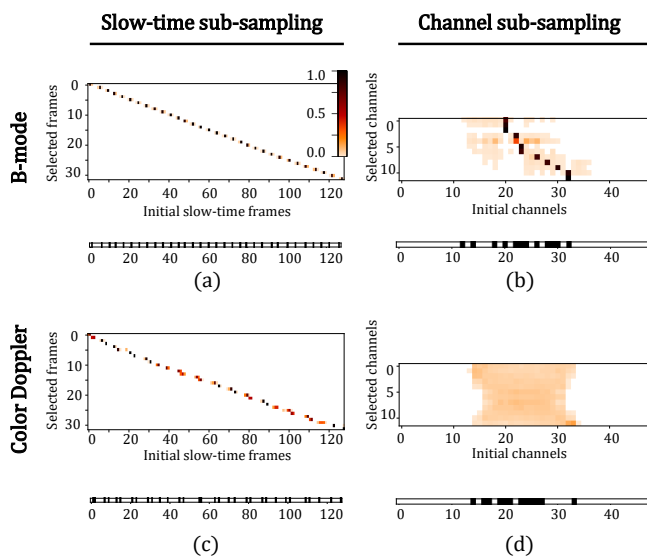 Slow-time sub-sampling
Channel sub-sampling
B-mode
Selected frames
0
10
20
30
1.0
0.5
0.0
0 20 40 60 80 100 120
Initial slow-time frames
0 20 40 60 80 100 120
(a)
Selected channels
0
5
10
0 10 20 30 40
Initial channels
0 10 20 30 40
(b)
Color Doppler
Selected frames
0
10
20
30
0 20 40 60 80 100 120
Initial slow-time frames
0 20 40 60 80 100 120
(c)
Selected channels
0
5
10
0 10 20 30 40
Initial channels
0 10 20 30 40
(d)